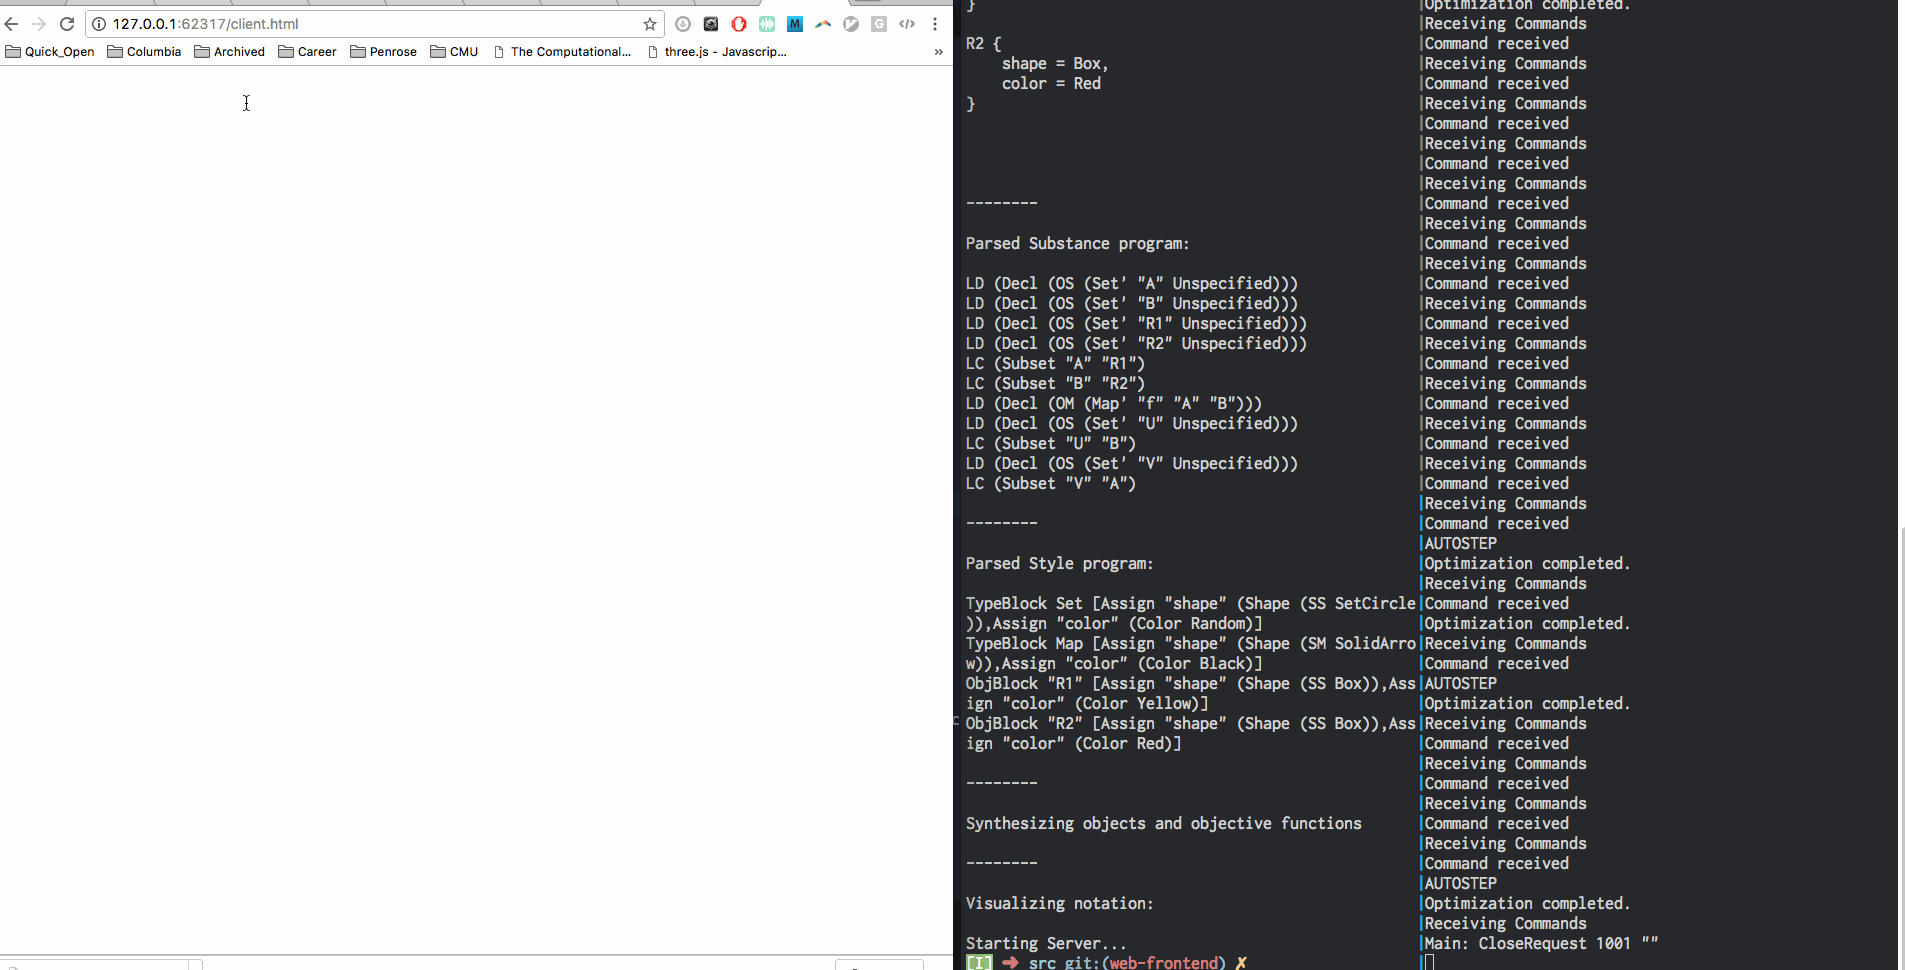 127.0.0.1:62317/client.html
Quick_Open Columbia Archived Career Penrose CMU The Computational... three.js - Javascrip... »
}
R2 {
shape = Box,
color = Red
}
--------
Parsed Substance program:
LD (Decl (OS (Set' "A" Unspecified)))
LD (Decl (OS (Set' "B" Unspecified)))
LD (Decl (OS (Set' "R1" Unspecified)))
LD (Decl (OS (Set' "R2" Unspecified)))
LC (Subset "A" "R1")
LC (Subset "B" "R2")
LD (Decl (OM (Map' "f" "A" "B")))
LD (Decl (OS (Set' "U" Unspecified)))
LC (Subset "U" "B")
LD (Decl (OS (Set' "V" Unspecified)))
LC (Subset "V" "A")
--------
Parsed Style program:
TypeBlock Set [Assign "shape" (Shape (SS SetCircle
)),Assign "color" (Color Random)]
TypeBlock Map [Assign "shape" (Shape (SM SolidArro
w)),Assign "color" (Color Black)]
ObjBlock "R1" [Assign "shape" (Shape (SS Box)),Ass
ign "color" (Color Yellow)]
ObjBlock "R2" [Assign "shape" (Shape (SS Box)),Ass
ign "color" (Color Red)]
--------
Synthesizing objects and objective functions
--------
Visualizing notation:
Starting Server...
[I] ➜ src git:(web-frontend) ✗
Optimization completed.
Receiving Commands
Command received
Receiving Commands
Command received
Receiving Commands
Command received
Receiving Commands
Command received
Receiving Commands
Command received
Receiving Commands
Command received
Receiving Commands
Command received
Receiving Commands
Command received
Receiving Commands
Command received
Receiving Commands
Command received
Receiving Commands
Command received
Receiving Commands
Command received
Receiving Commands
Command received
AUTOSTEP
Optimization completed.
Receiving Commands
Command received
Optimization completed.
Receiving Commands
Command received
AUTOSTEP
Optimization completed.
Receiving Commands
Command received
Receiving Commands
Command received
Receiving Commands
Command received
Receiving Commands
Command received
AUTOSTEP
Optimization completed.
Receiving Commands
Main: CloseRequest 1001 ""